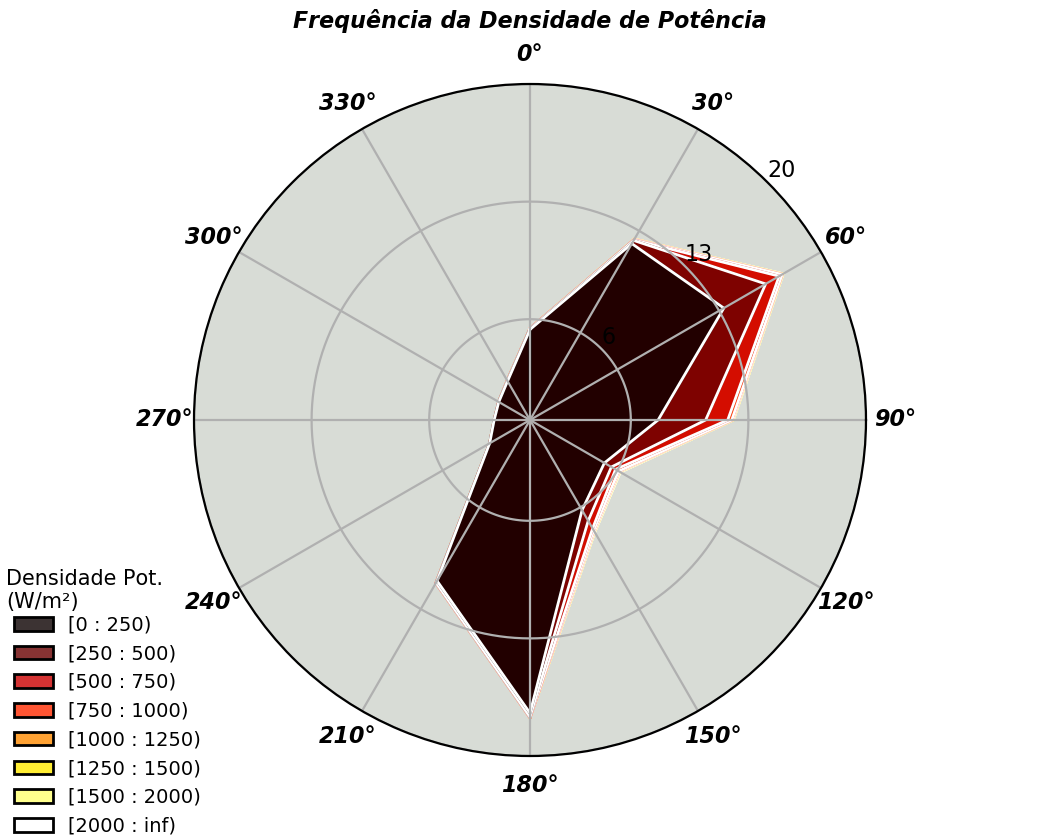 Frequência da Densidade de Potência
0°
330°
30°
20
300°
60°
13
6
270°
90°
240°
120°
210°
150°
180°
Densidade Pot.
(W/m²)
[0 : 250)
[250 : 500)
[500 : 750)
[750 : 1000)
[1000 : 1250)
[1250 : 1500)
[1500 : 2000)
[2000 : inf)